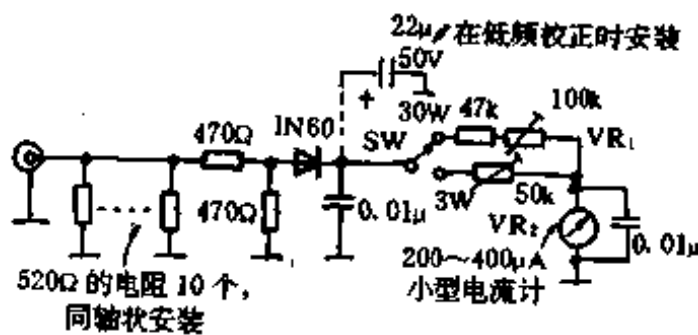 22μ 在低频校正时安装
50V
+
30W 47k 100k
1N60
SW VR₁
470Ω
470Ω
0.01μ
3W 50k
VR₂
0.01μ
200～400μA
小型电流计
520Ω的电阻10个,
同轴状安装